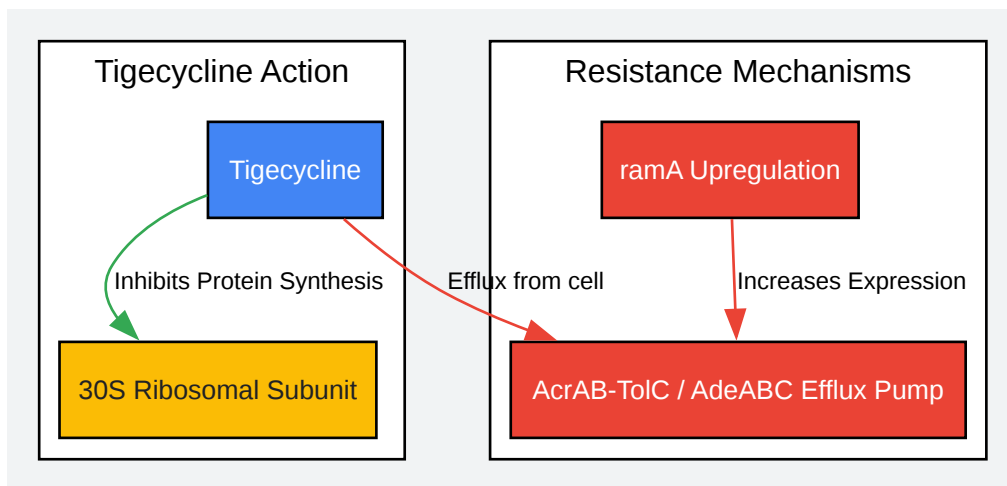 Tigecycline Action
Resistance Mechanisms
Tigecycline
ramA Upregulation
Inhibits Protein Synthesis
Efflux from cell
Increases Expression
30S Ribosomal Subunit
AcrAB-TolC / AdeABC Efflux Pump